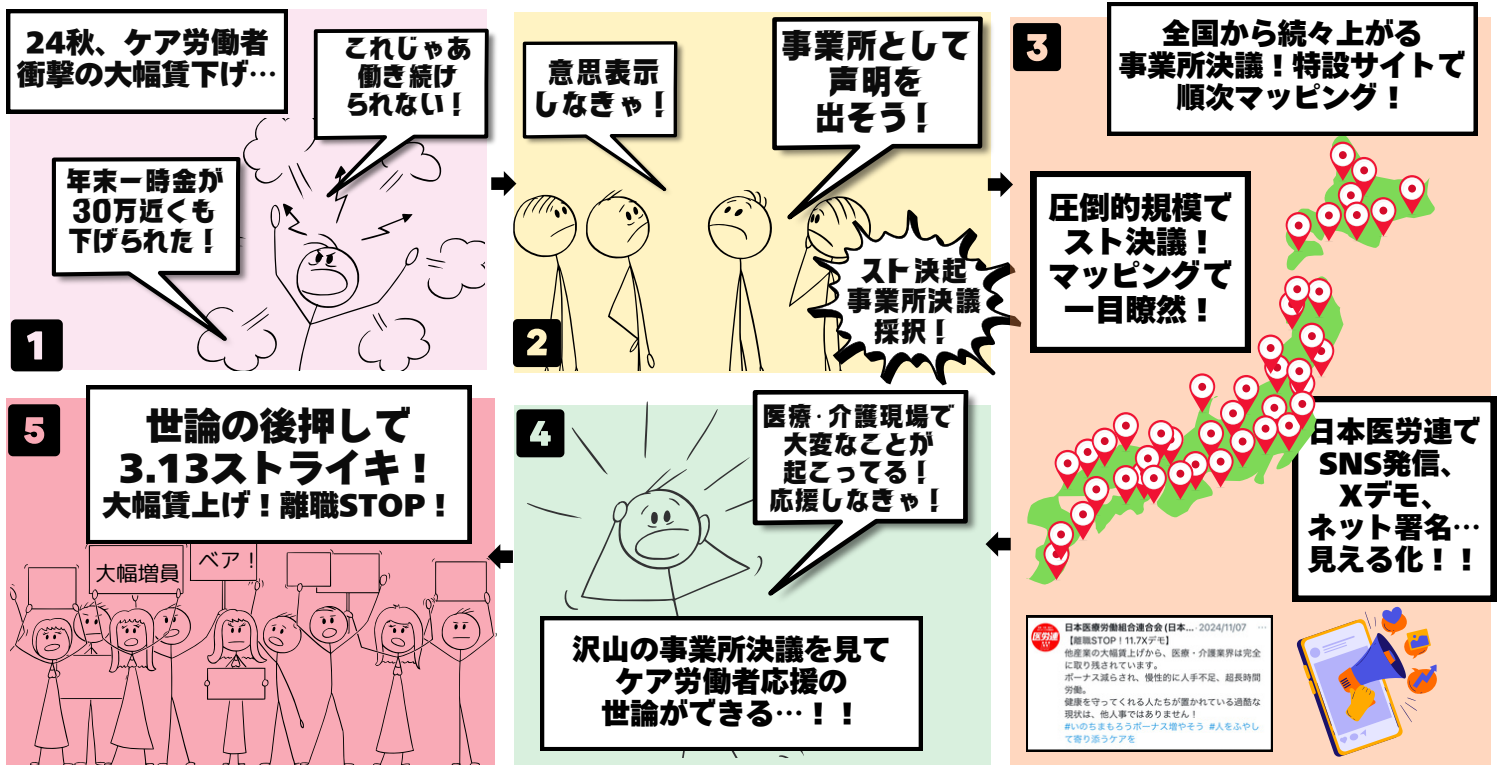 24秋、ケア労働者
衝撃の大幅賃下げ…
これじゃあ
働き続け
られない！
年末一時金が
30万近くも
下げられた！
1
意思表示
しなきゃ！
事業所として
声明を
出そう！
スト決起
事業所決議
採択！
2
3
全国から続々上がる
事業所決議！特設サイトで
順次マッピング！
圧倒的規模で
スト決議！
マッピングで
一目瞭然！
日本医労連で
SNS発信、
Xデモ、
ネット署名…
見える化！！
医労連
日本医療労働組合連合会 (日本... · 2024/11/07 ...
【離職STOP！11.7Xデモ】
他産業の大幅賃上げから、医療・介護業界は完全
に取り残されています。
ボーナス減らされ、慢性的に人手不足、超長時間
労働。
健康を守ってくれる人たちが置かれている過酷な
現状は、他人事ではありません！
#いのちまもろうボーナス増やそう #人をふやし
て寄り添うケアを
4
医療・介護現場で
大変なことが
起こってる！
応援しなきゃ！
沢山の事業所決議を見て
ケア労働者応援の
世論ができる…！！
5
世論の後押しで
3.13ストライキ！
大幅賃上げ！離職STOP！
大幅増員
ベア！